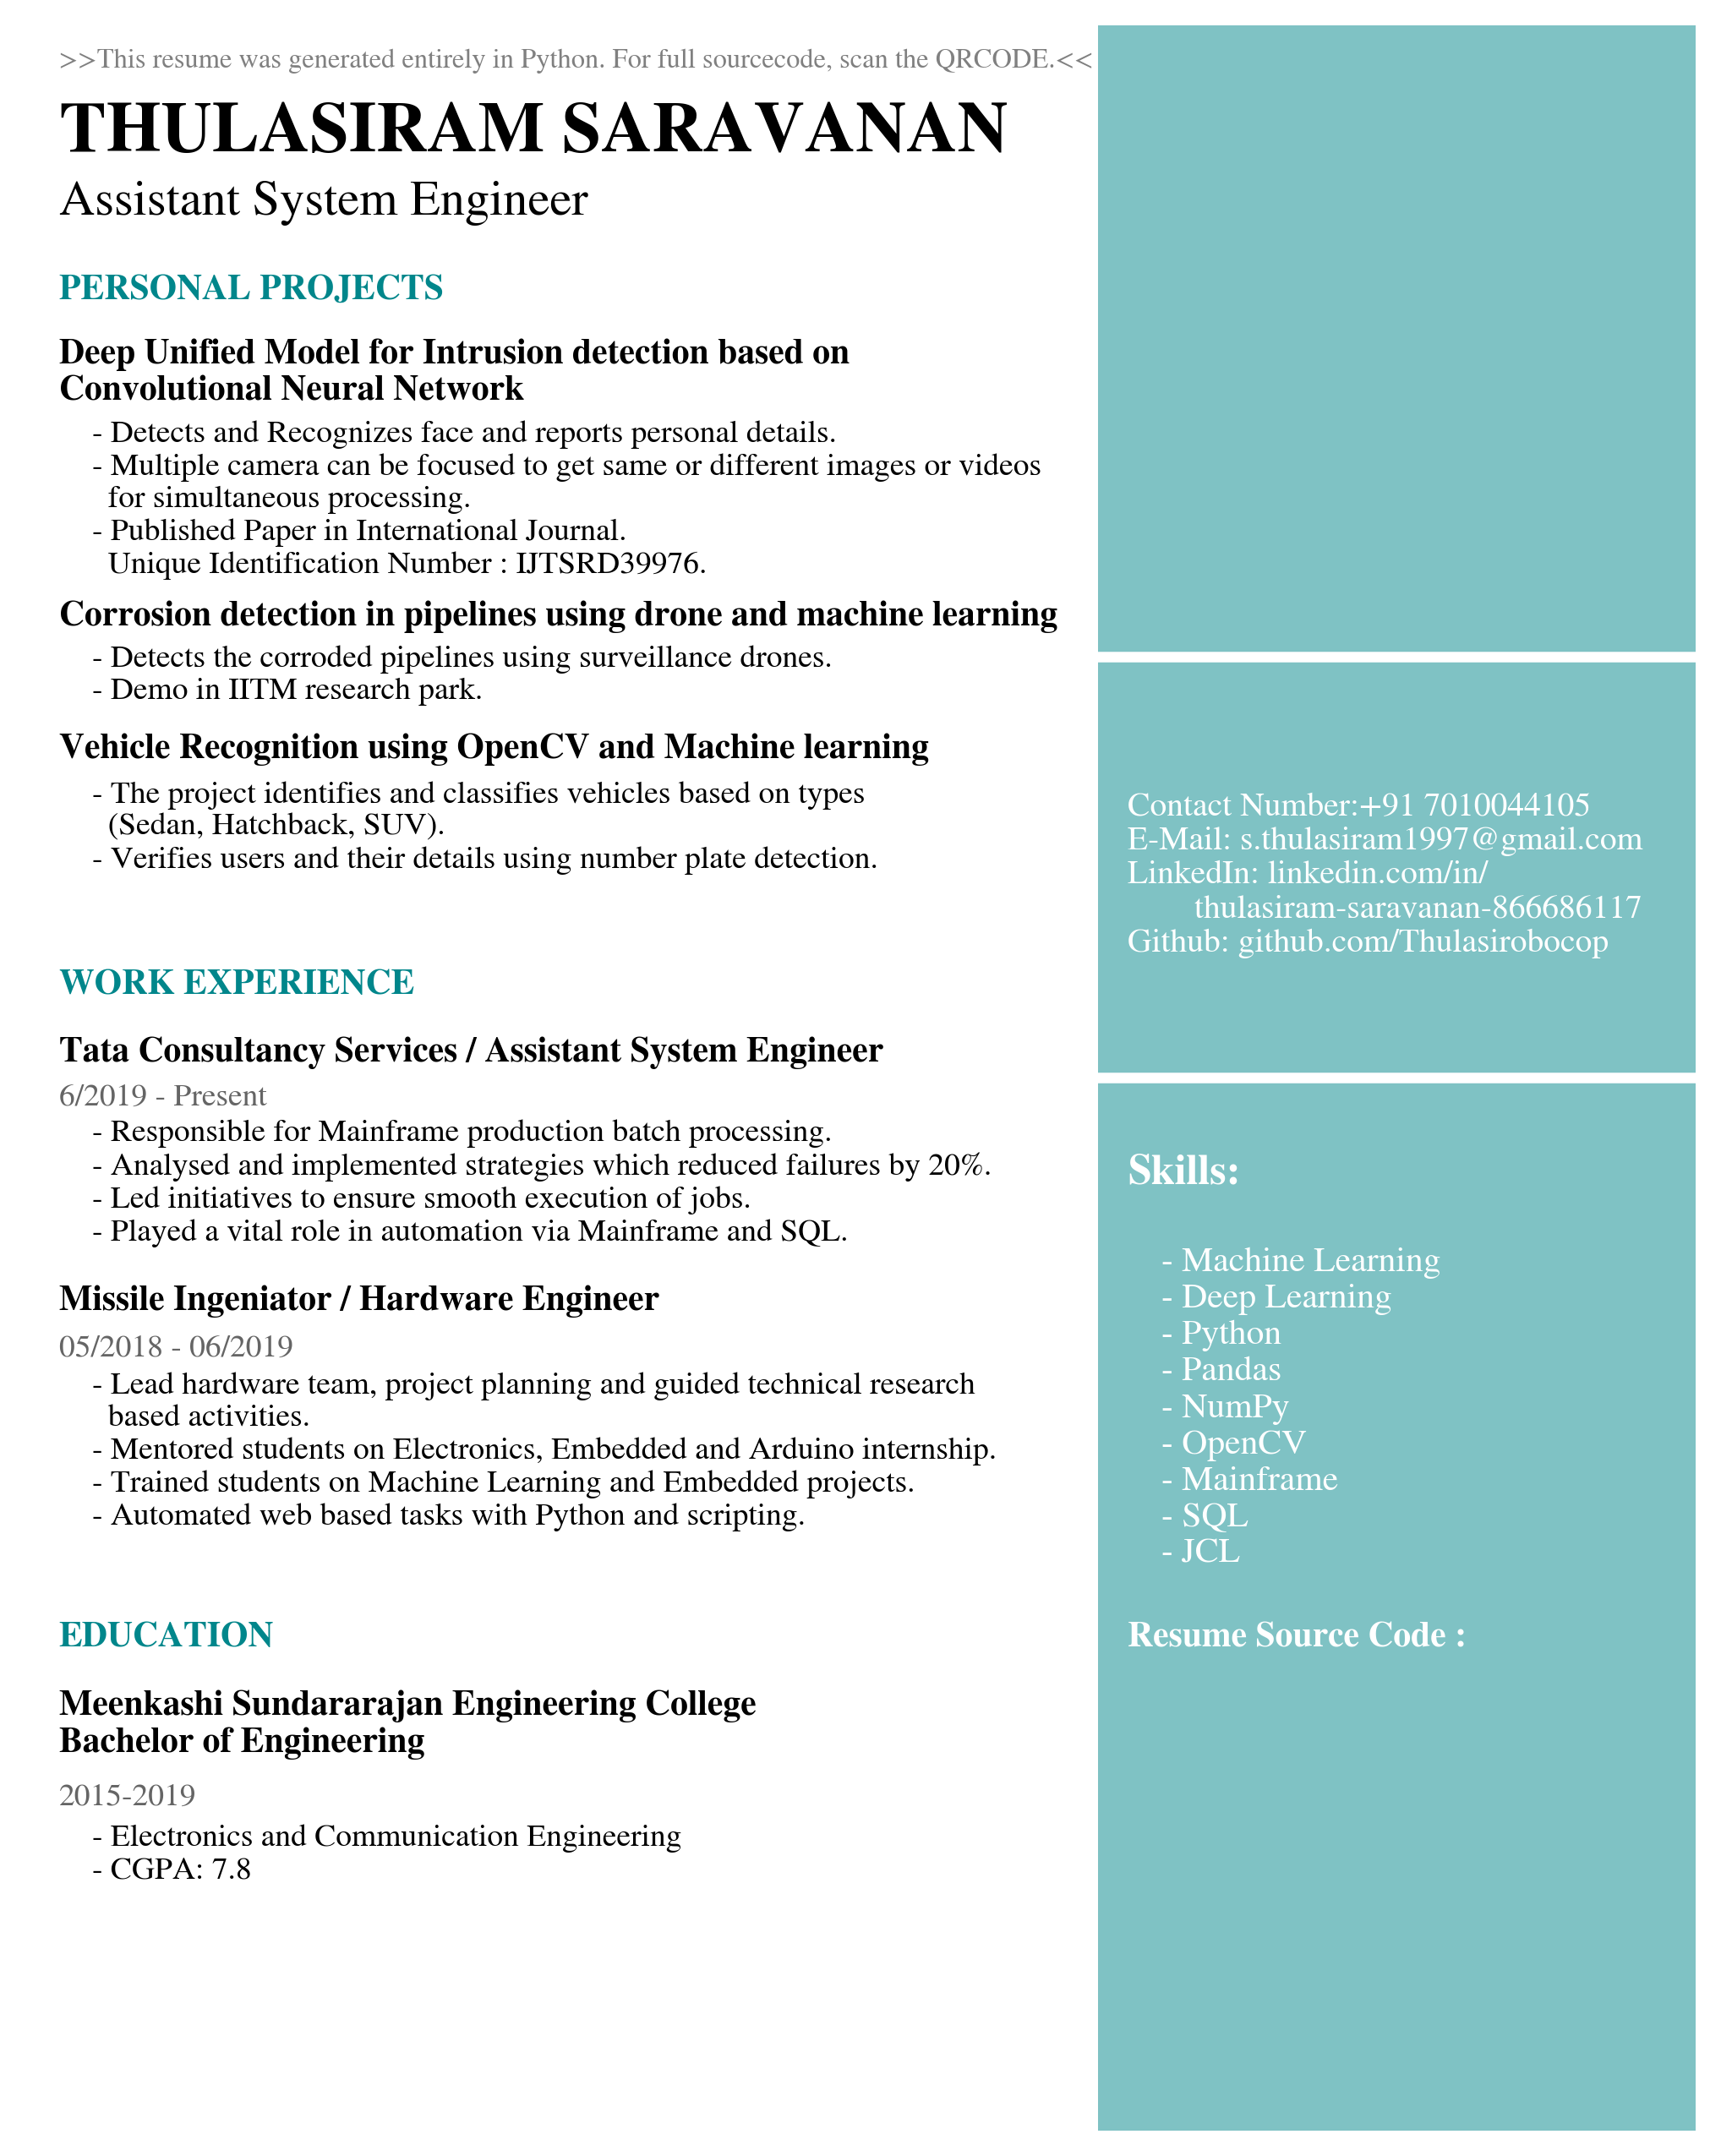 >>This resume was generated entirely in Python. For full sourcecode, scan the QRCODE.<<
THULASIRAM SARAVANAN
Assistant System Engineer
PERSONAL PROJECTS
Deep Unified Model for Intrusion detection based on
Convolutional Neural Network
- Detects and Recognizes face and reports personal details.
- Multiple camera can be focused to get same or different images or videos
for simultaneous processing.
- Published Paper in International Journal.
Unique Identification Number : IJTSRD39976.
Corrosion detection in pipelines using drone and machine learning
- Detects the corroded pipelines using surveillance drones.
- Demo in IITM research park.
Vehicle Recognition using OpenCV and Machine learning
- The project identifies and classifies vehicles based on types
(Sedan, Hatchback, SUV).
- Verifies users and their details using number plate detection.
WORK EXPERIENCE
Tata Consultancy Services / Assistant System Engineer
6/2019 - Present
- Responsible for Mainframe production batch processing.
- Analysed and implemented strategies which reduced failures by 20%.
- Led initiatives to ensure smooth execution of jobs.
- Played a vital role in automation via Mainframe and SQL.
Missile Ingeniator / Hardware Engineer
05/2018 - 06/2019
- Lead hardware team, project planning and guided technical research
based activities.
- Mentored students on Electronics, Embedded and Arduino internship.
- Trained students on Machine Learning and Embedded projects.
- Automated web based tasks with Python and scripting.
EDUCATION
Meenkashi Sundararajan Engineering College
Bachelor of Engineering
2015-2019
- Electronics and Communication Engineering
- CGPA: 7.8
Contact Number:+91 7010044105
E-Mail: s.thulasiram1997@gmail.com
LinkedIn: linkedin.com/in/
thulasiram-saravanan-866686117
Github: github.com/Thulasirobocop
Skills:
- Machine Learning
- Deep Learning
- Python
- Pandas
- NumPy
- OpenCV
- Mainframe
- SQL
- JCL
Resume Source Code :